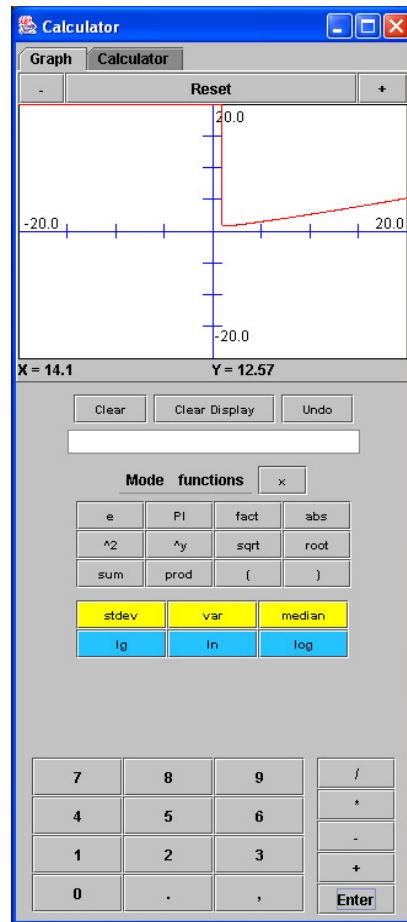 Calculator
Graph Calculator
- Reset +
20.0
-20.0 20.0
-20.0
X = 14.1 Y = 12.57
Clear Clear Display Undo
Mode functions x
e PI fact abs
^2 ^y sqrt root
sum prod ( )
stdev var median
lg ln log
7 8 9 /
4 5 6 *
1 2 3 -
0 . , +
Enter